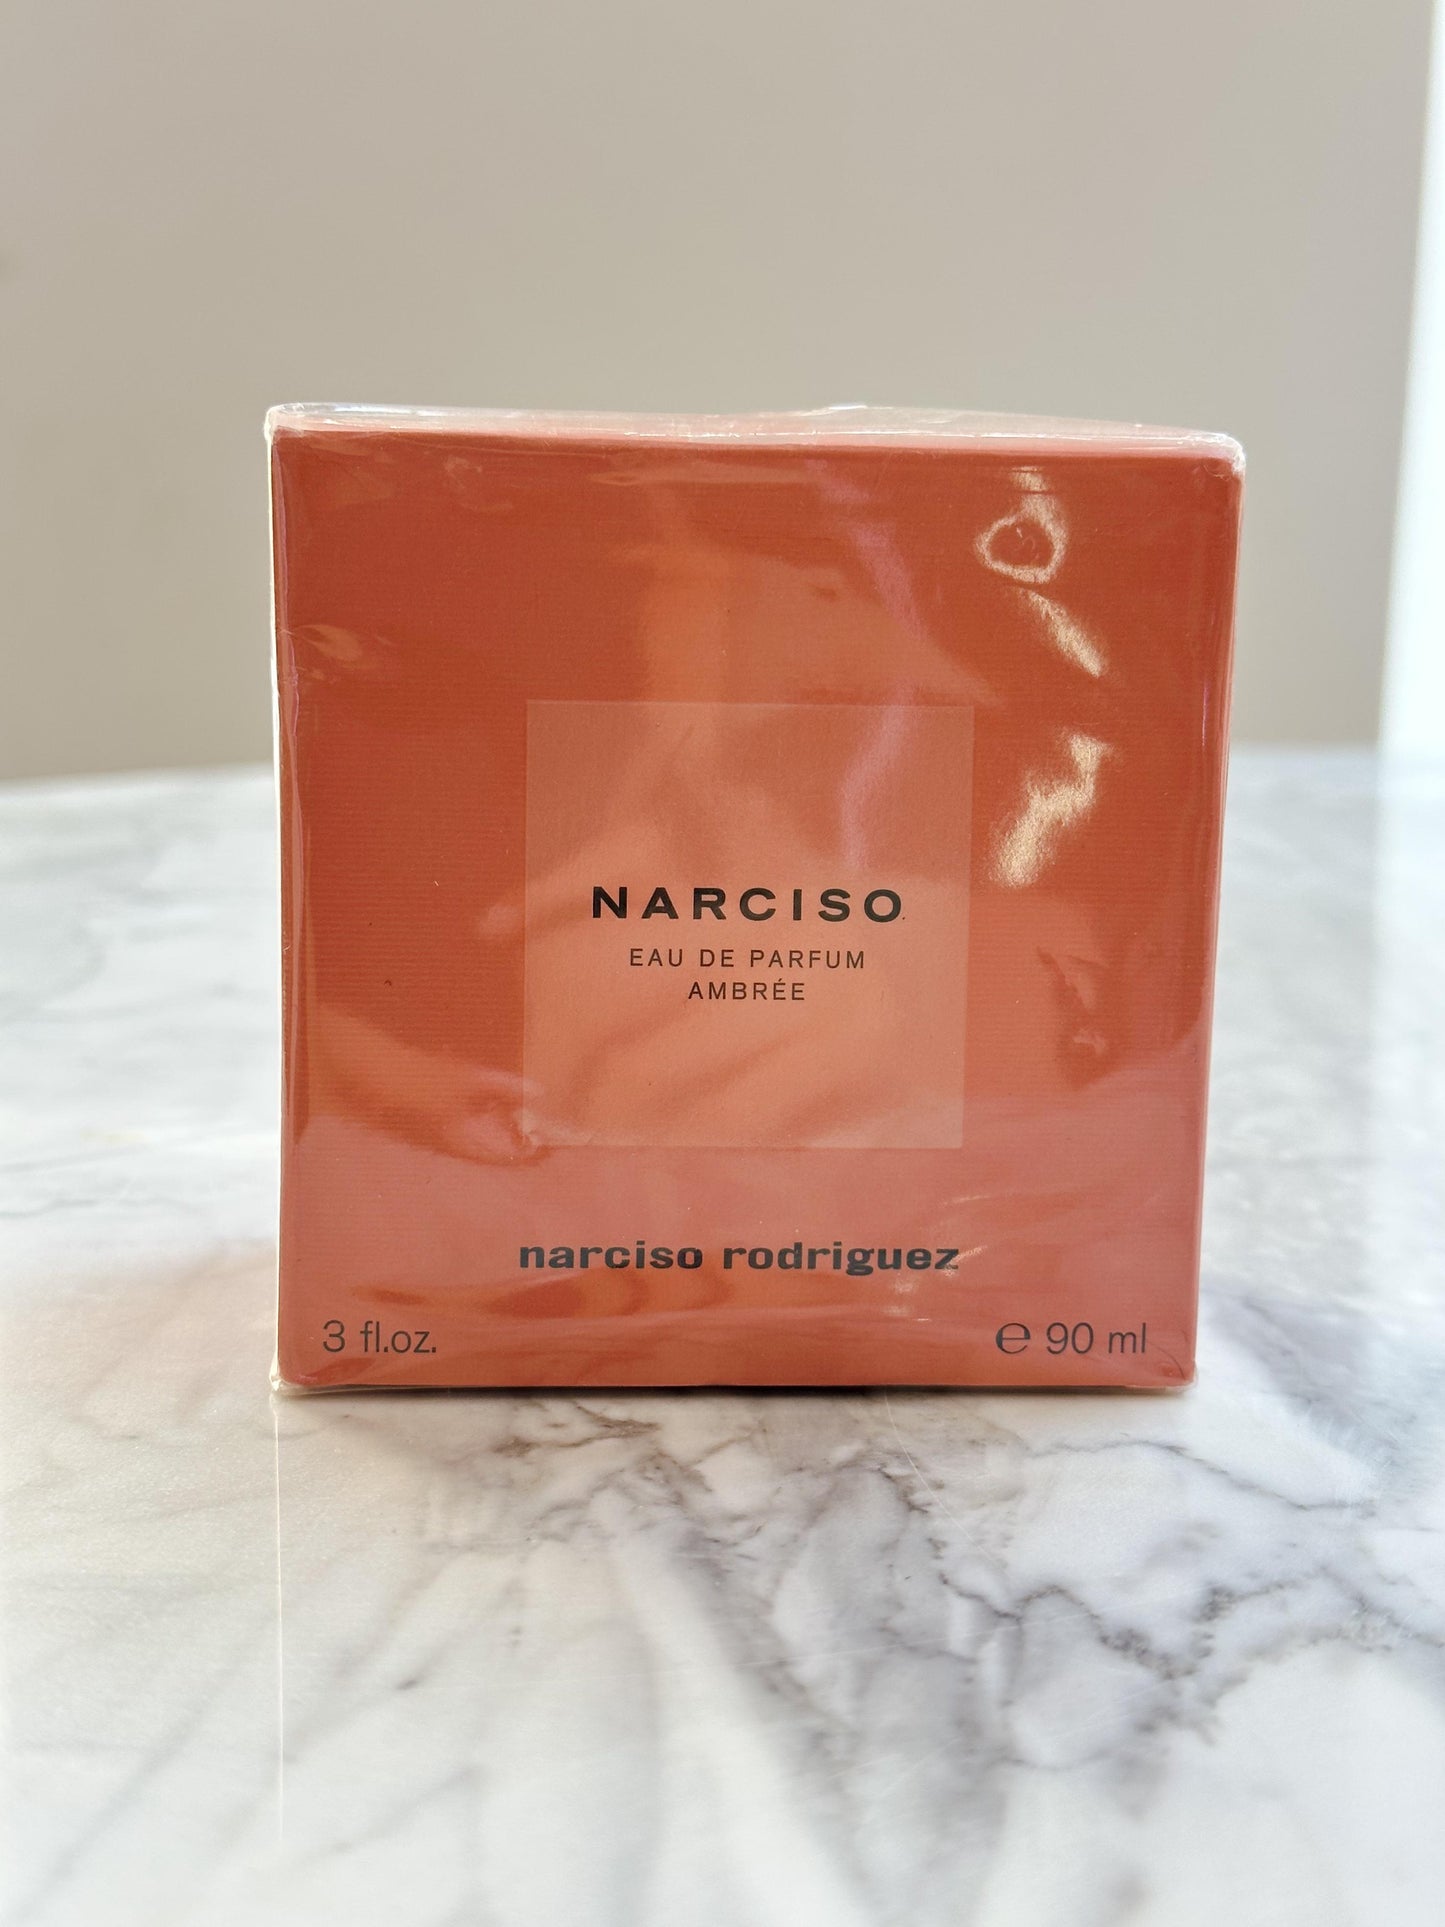 NARCISO
EAU DE PARFUM
AMBRÉE
narciso rodriguez
3 fl.oz.
℮ 90 ml